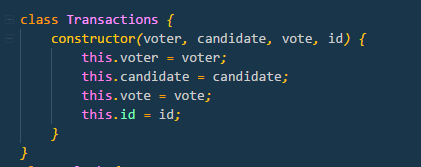 class Transactions {
constructor(voter, candidate, vote, id) {
this.voter = voter;
this.candidate = candidate;
this.vote = vote;
this.id = id;
}
}